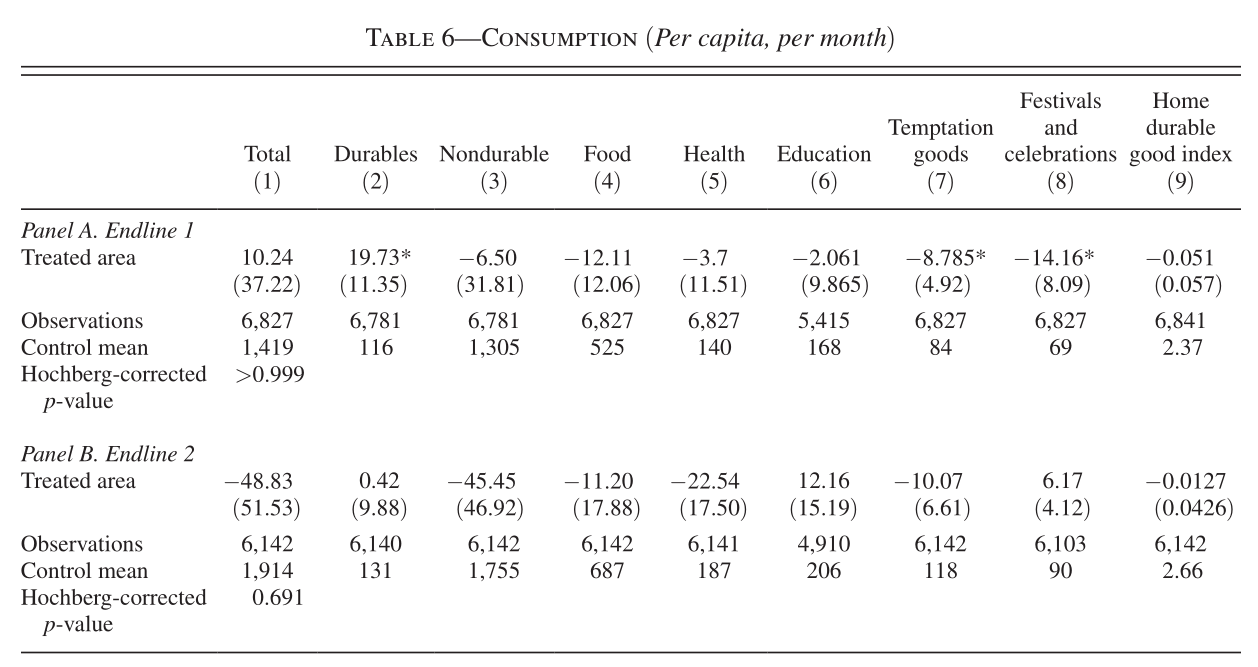 TABLE 6—CONSUMPTION (Per capita, per month)
Total (1) Durables (2) Nondurable (3) Food (4) Health (5) Education (6) Temptation goods (7) Festivals and celebrations (8) Home durable good index (9)
Panel A. Endline 1
Treated area 10.24 19.73* −6.50 −12.11 −3.7 −2.061 −8.785* −14.16* −0.051
(37.22) (11.35) (31.81) (12.06) (11.51) (9.865) (4.92) (8.09) (0.057)
Observations 6,827 6,781 6,781 6,827 6,827 5,415 6,827 6,827 6,841
Control mean 1,419 116 1,305 525 140 168 84 69 2.37
Hochberg-corrected >0.999
p-value
Panel B. Endline 2
Treated area −48.83 0.42 −45.45 −11.20 −22.54 12.16 −10.07 6.17 −0.0127
(51.53) (9.88) (46.92) (17.88) (17.50) (15.19) (6.61) (4.12) (0.0426)
Observations 6,142 6,140 6,142 6,142 6,141 4,910 6,142 6,103 6,142
Control mean 1,914 131 1,755 687 187 206 118 90 2.66
Hochberg-corrected 0.691
p-value